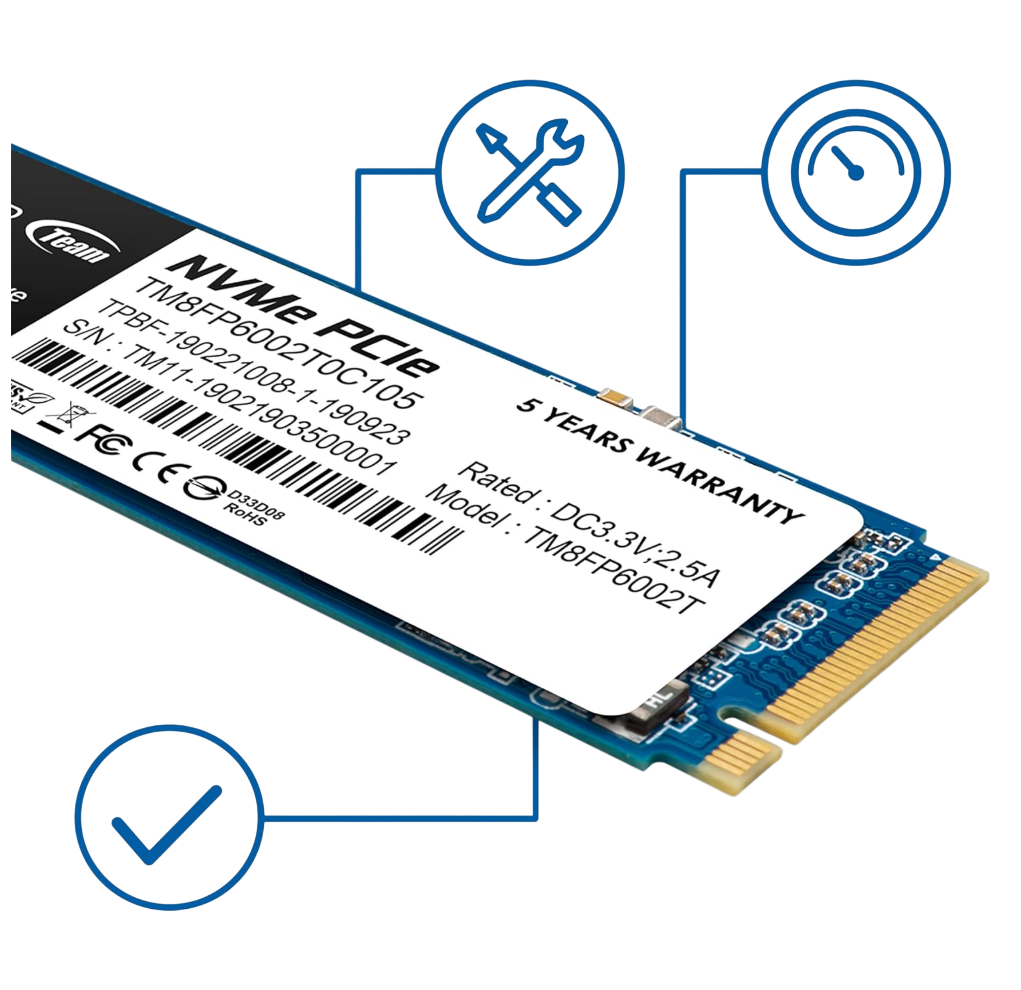 Team
NVMe PCIe
TM8FP6002T0C105
TPBF-190221008-1-190923
S/N : TM11-19021903500001
FC CE
D33D08
RoHS
5 YEARS WARRANTY
Rated : DC3.3V;2.5A
Model : TM8FP6002T